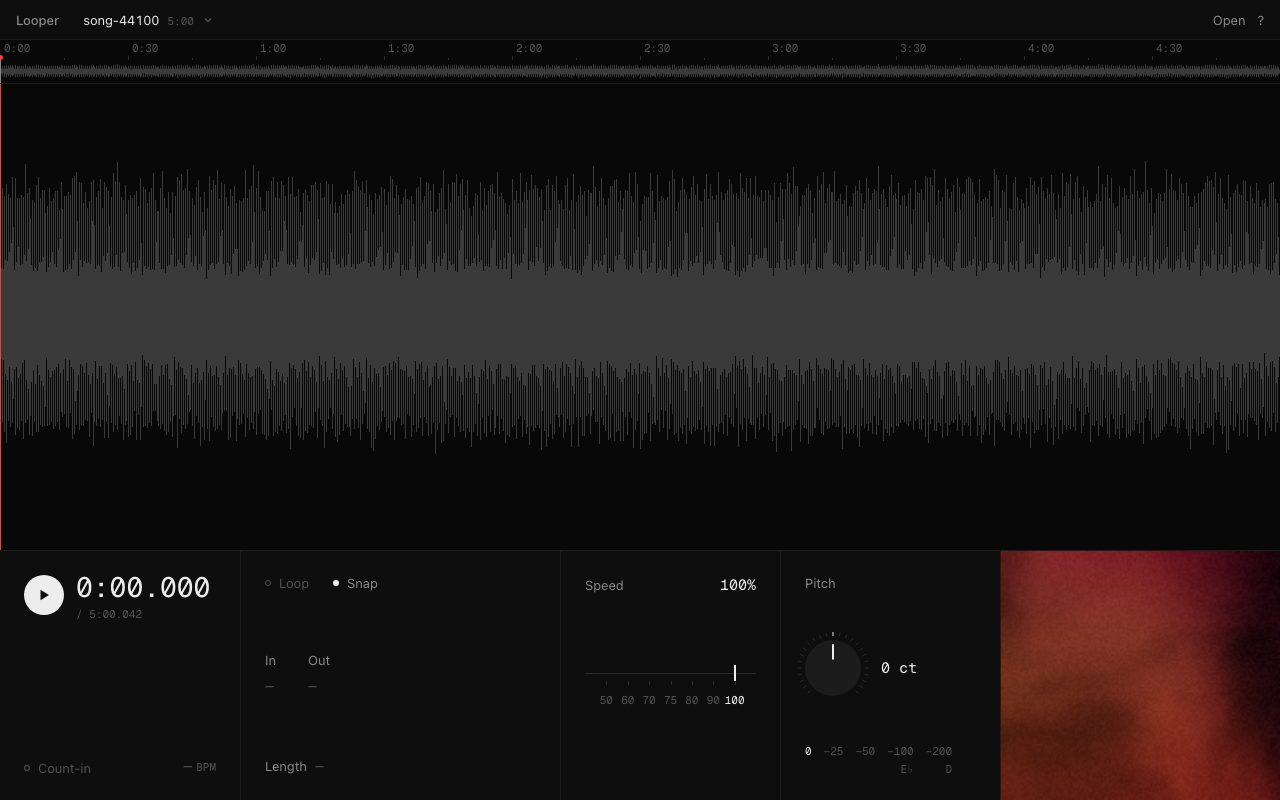 Looper song-44100 5:00 Open ?
0:00 0:30 1:00 1:30 2:00 2:30 3:00 3:30 4:00 4:30
0:00.000
/ 5:00.042
Count-in — BPM
Loop Snap
In Out
— —
Length —
Speed 100%
50 60 70 75 80 90 100
Pitch
0 ct
0 −25 −50 −100 −200
E♭ D